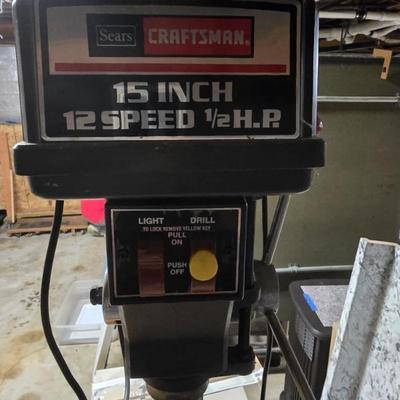 Sears CRAFTSMAN
15 INCH
12 SPEED 1/2 H.P.
LIGHT DRILL
TO LOCK REMOVE YELLOW KEY
PULL
ON
PUSH
OFF